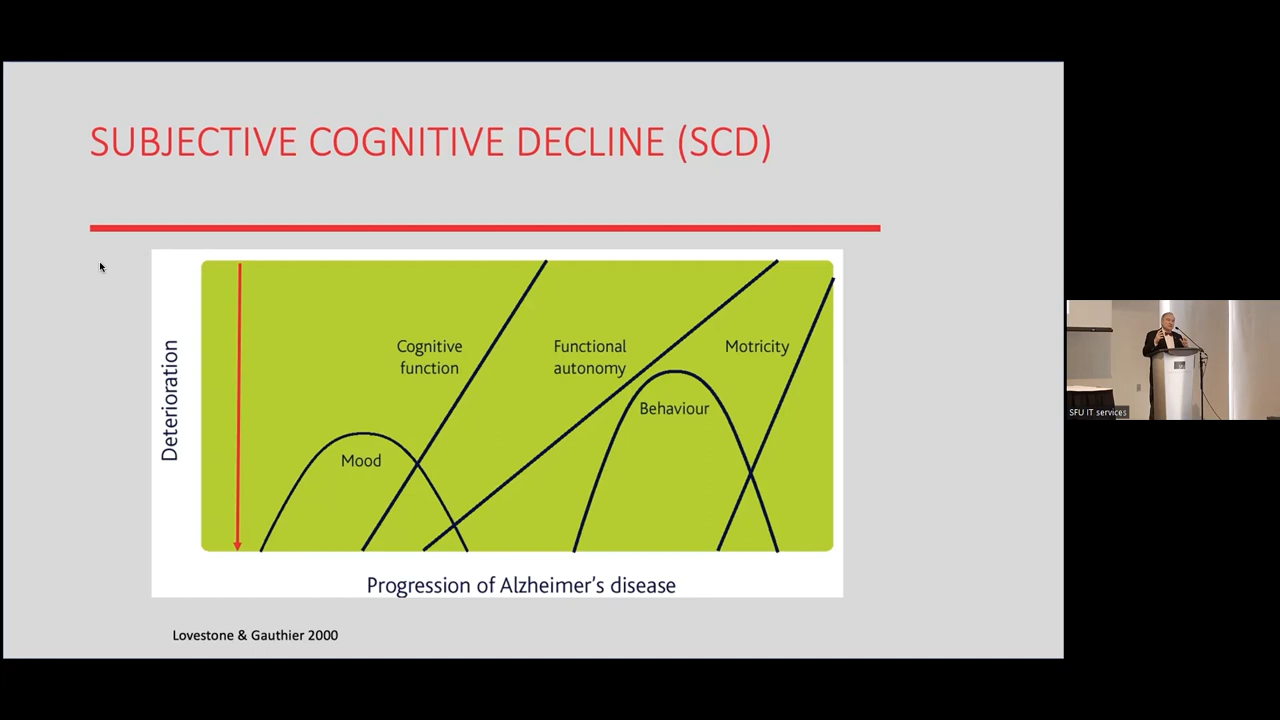 SUBJECTIVE COGNITIVE DECLINE (SCD)
Deterioration
Cognitive
function
Functional
autonomy
Motricity
Behaviour
Mood
Progression of Alzheimer's disease
Lovestone & Gauthier 2000
SFU IT services